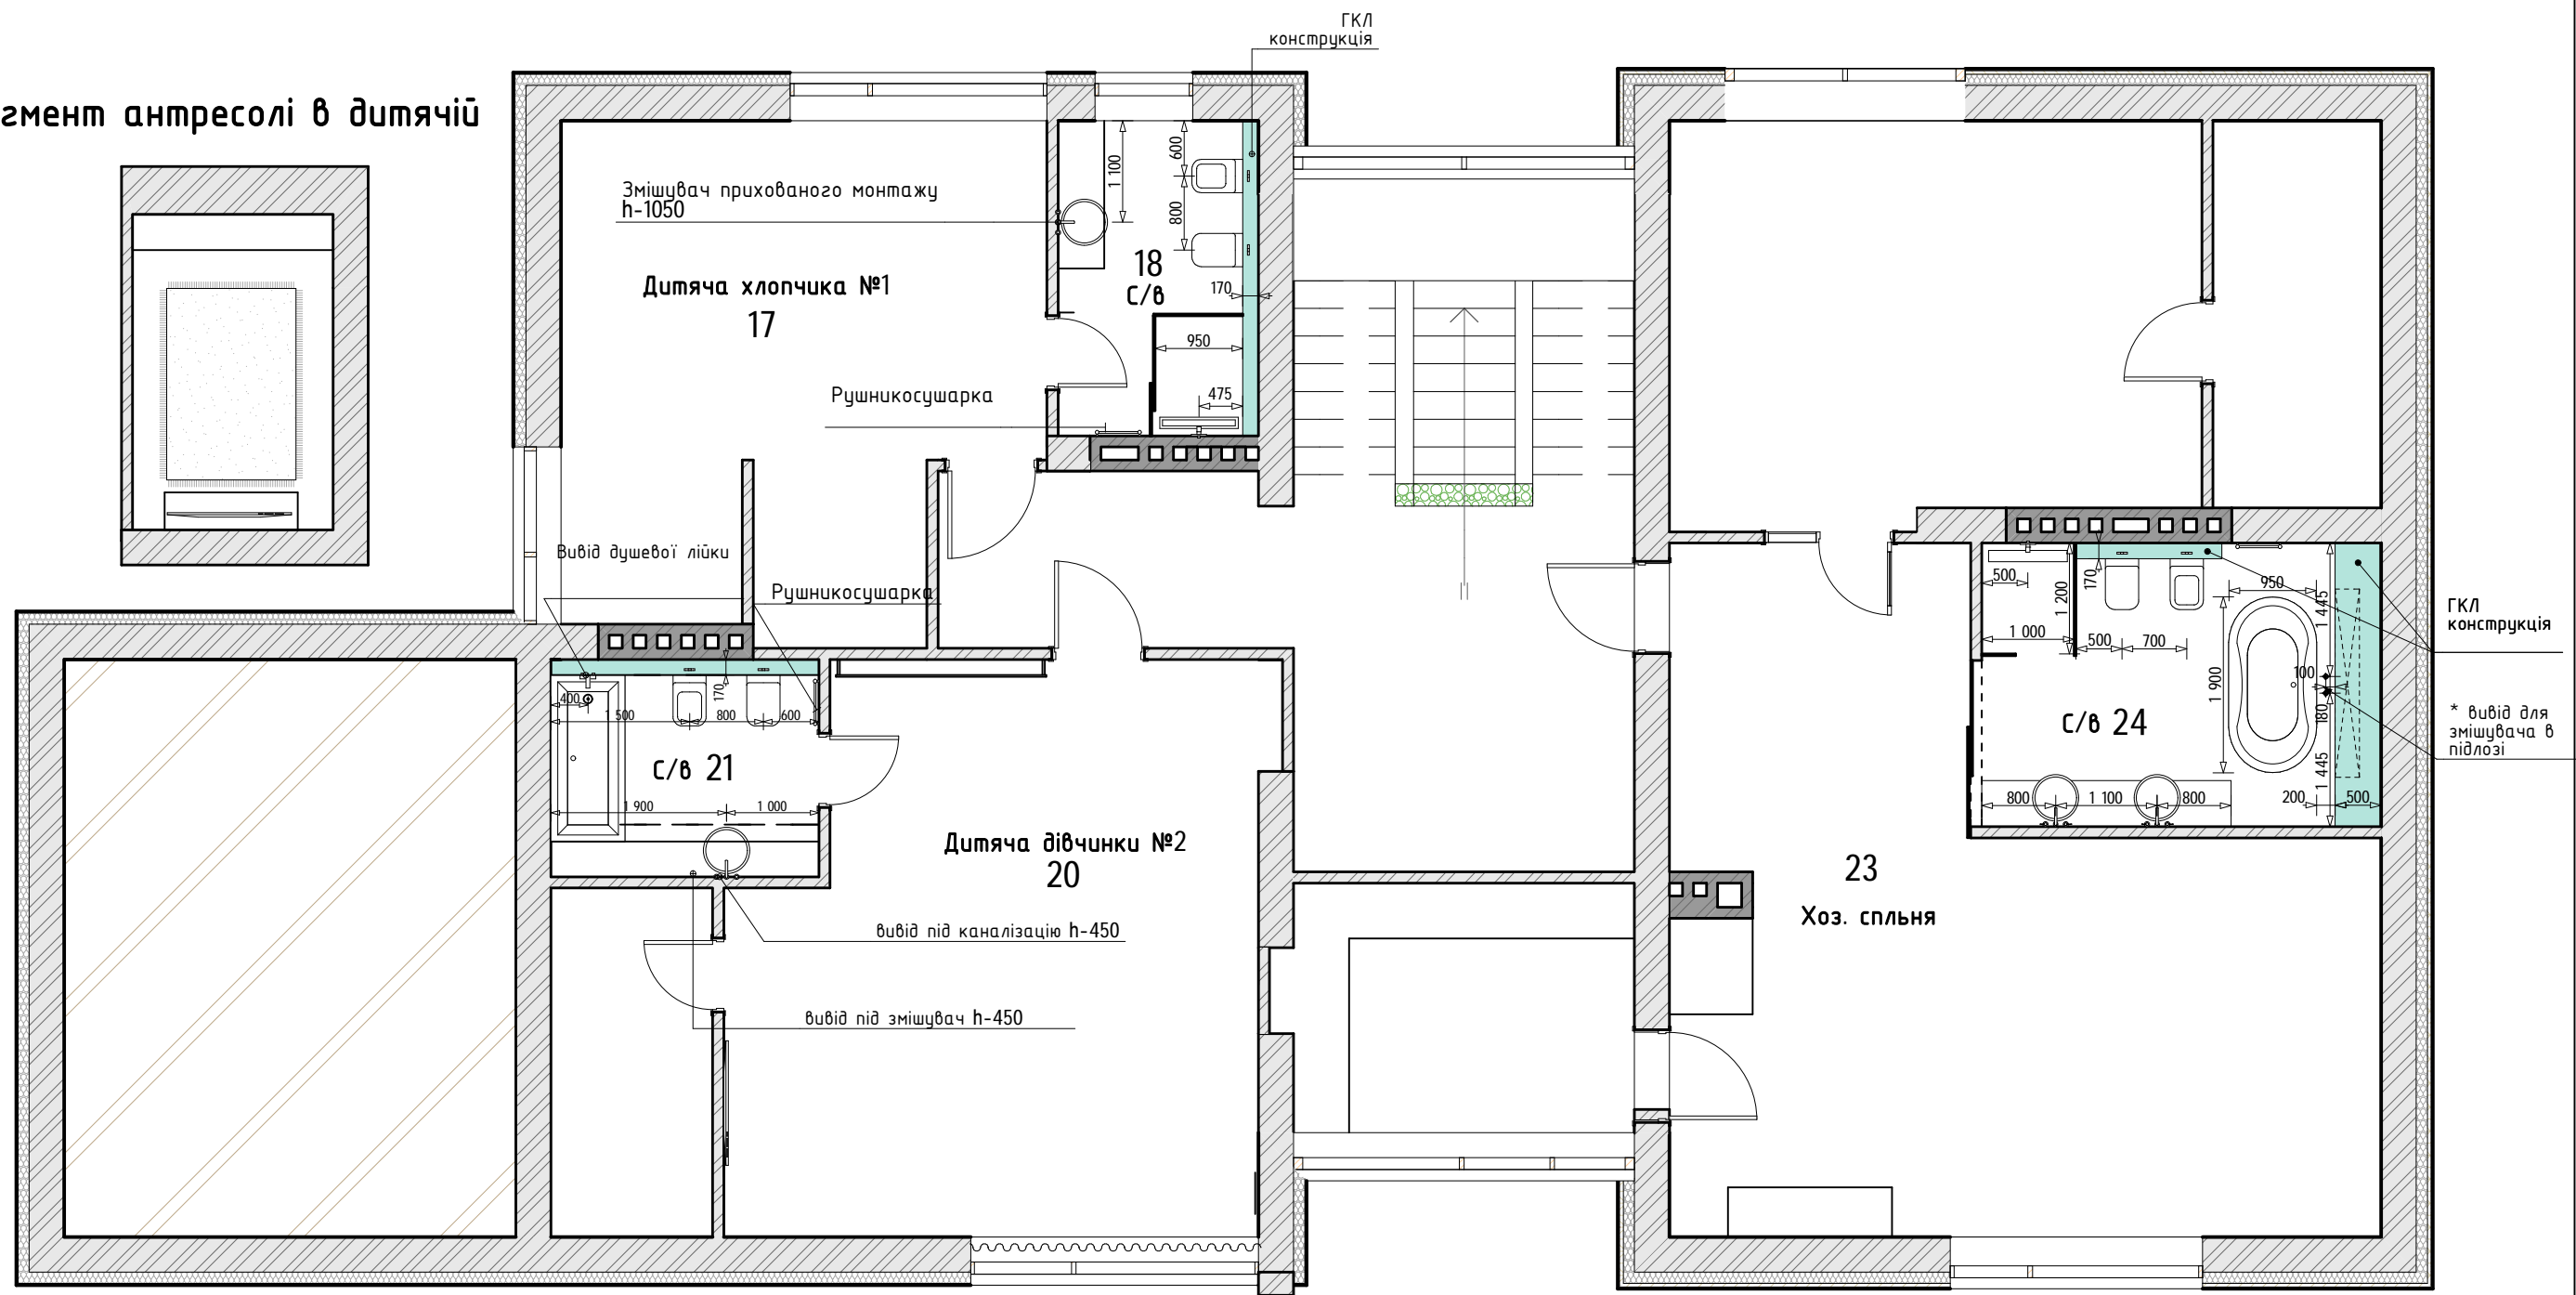 ГКЛ
конструкція
гмент антресолі в дитячій
Змішувач прихованого монтажу
h-1050
1 100
600
800
18
С/в
170
Дитяча хлопчика №1
17
950
475
Рушникосушарка
Вивід душевої лійки
Рушникосушарка
400
1 500
170
800
600
С/в 21
1 900
1 000
Дитяча дівчинки №2
20
вивід під каналізацію h-450
вивід під змішувач h-450
500
1 200
170
950
1 445
1 000
500
700
1 900
100
180
С/в 24
1 445
800
1 100
800
200
500
ГКЛ
конструкція
* вивід для
змішувача в
підлозі
23
Хоз. спльня